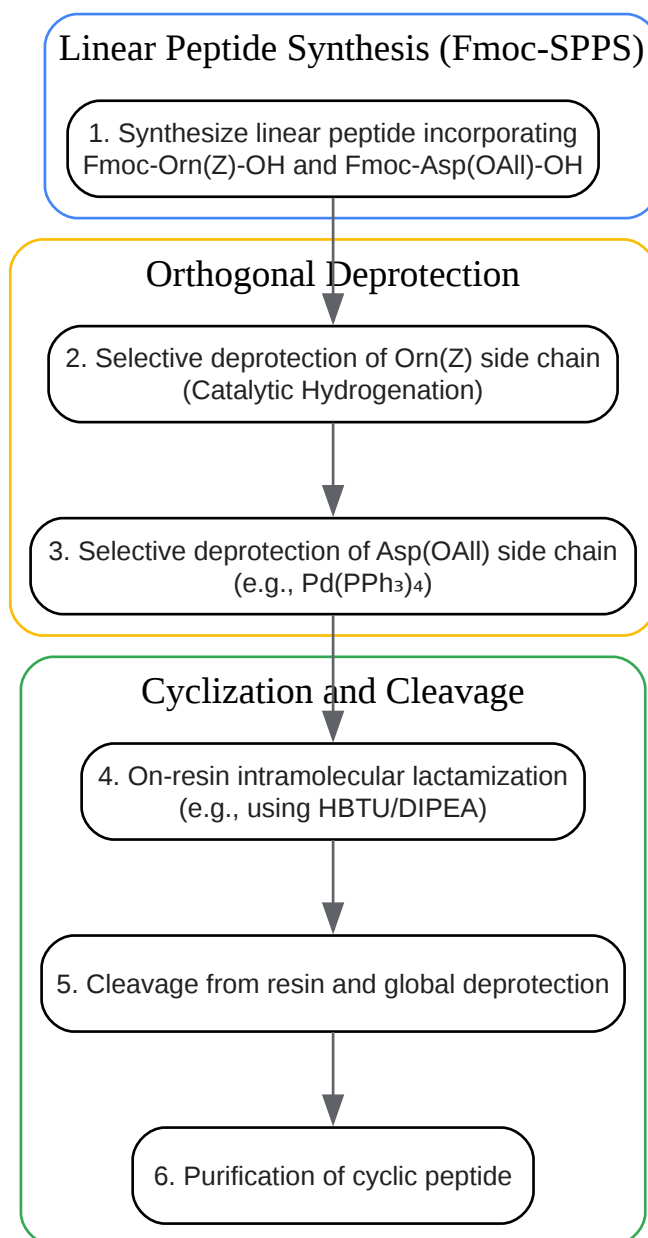 Linear Peptide Synthesis (Fmoc-SPPS)
1. Synthesize linear peptide incorporating
Fmoc-Orn(Z)-OH and Fmoc-Asp(OAll)-OH
Orthogonal Deprotection
2. Selective deprotection of Orn(Z) side chain
(Catalytic Hydrogenation)
3. Selective deprotection of Asp(OAll) side chain
(e.g., Pd(PPh₃)₄)
Cyclization and Cleavage
4. On-resin intramolecular lactamization
(e.g., using HBTU/DIPEA)
5. Cleavage from resin and global deprotection
6. Purification of cyclic peptide